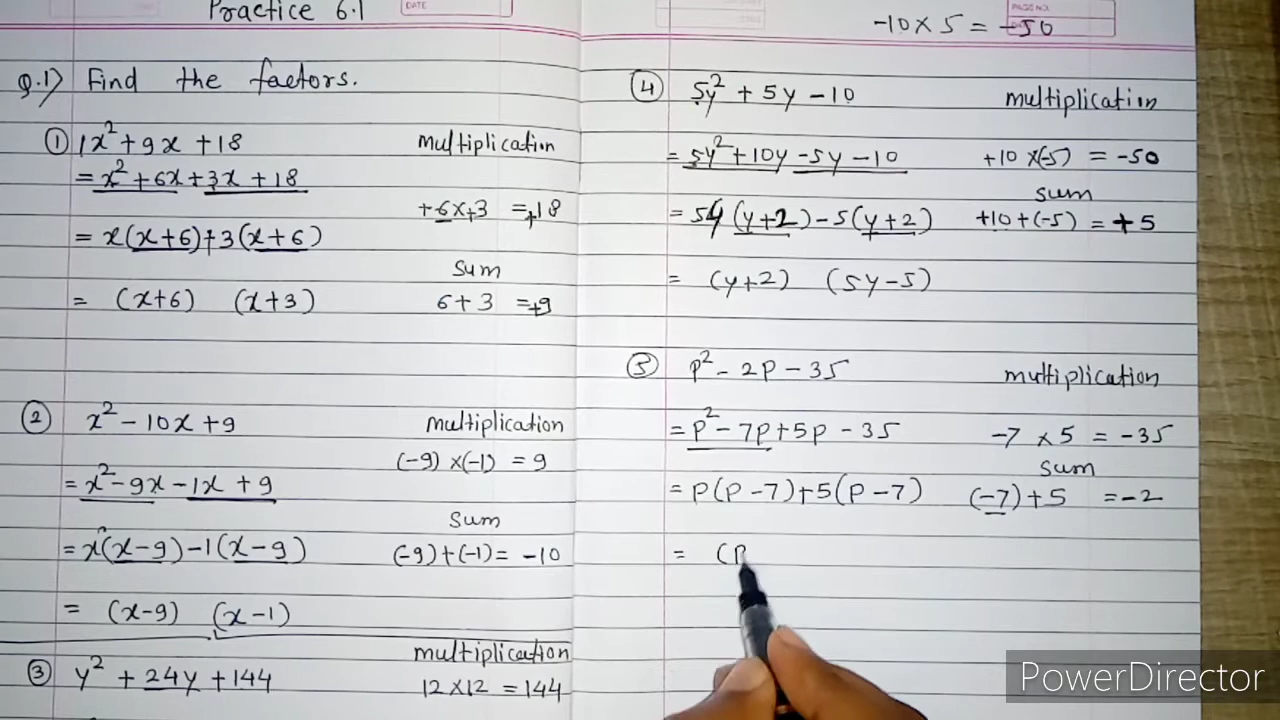 Practice 6.1
DATE
Q.1) Find the factors.
① 1x² + 9x + 18 multiplication
= x² + 6x + 3x + 18
+6x+3 = +18
= x(x+6)+3(x+6)
sum
= (x+6) (x+3) 6+3 = +9
② x² - 10x + 9 multiplication
(-9) x(-1) = 9
= x² - 9x - 1x + 9
sum
= x(x-9) - 1(x-9) (-9)+(-1) = -10
= (x-9) (x-1)
③ y² + 24y + 144 multiplication
12 x 12 = 144
-10 x 5 = -50
④ 5y² + 5y - 10 multiplication
= 5y² + 10y - 5y - 10 +10 x(-5) = -50
sum
= 5y (y+2) - 5(y+2) +10+(-5) = +5
= (y+2) (5y-5)
⑤ p² - 2p - 35 multiplication
= p² - 7p + 5p - 35 -7 x 5 = -35
sum
= p(p-7)+5(p-7) (-7)+5 = -2
= (p
PowerDirector